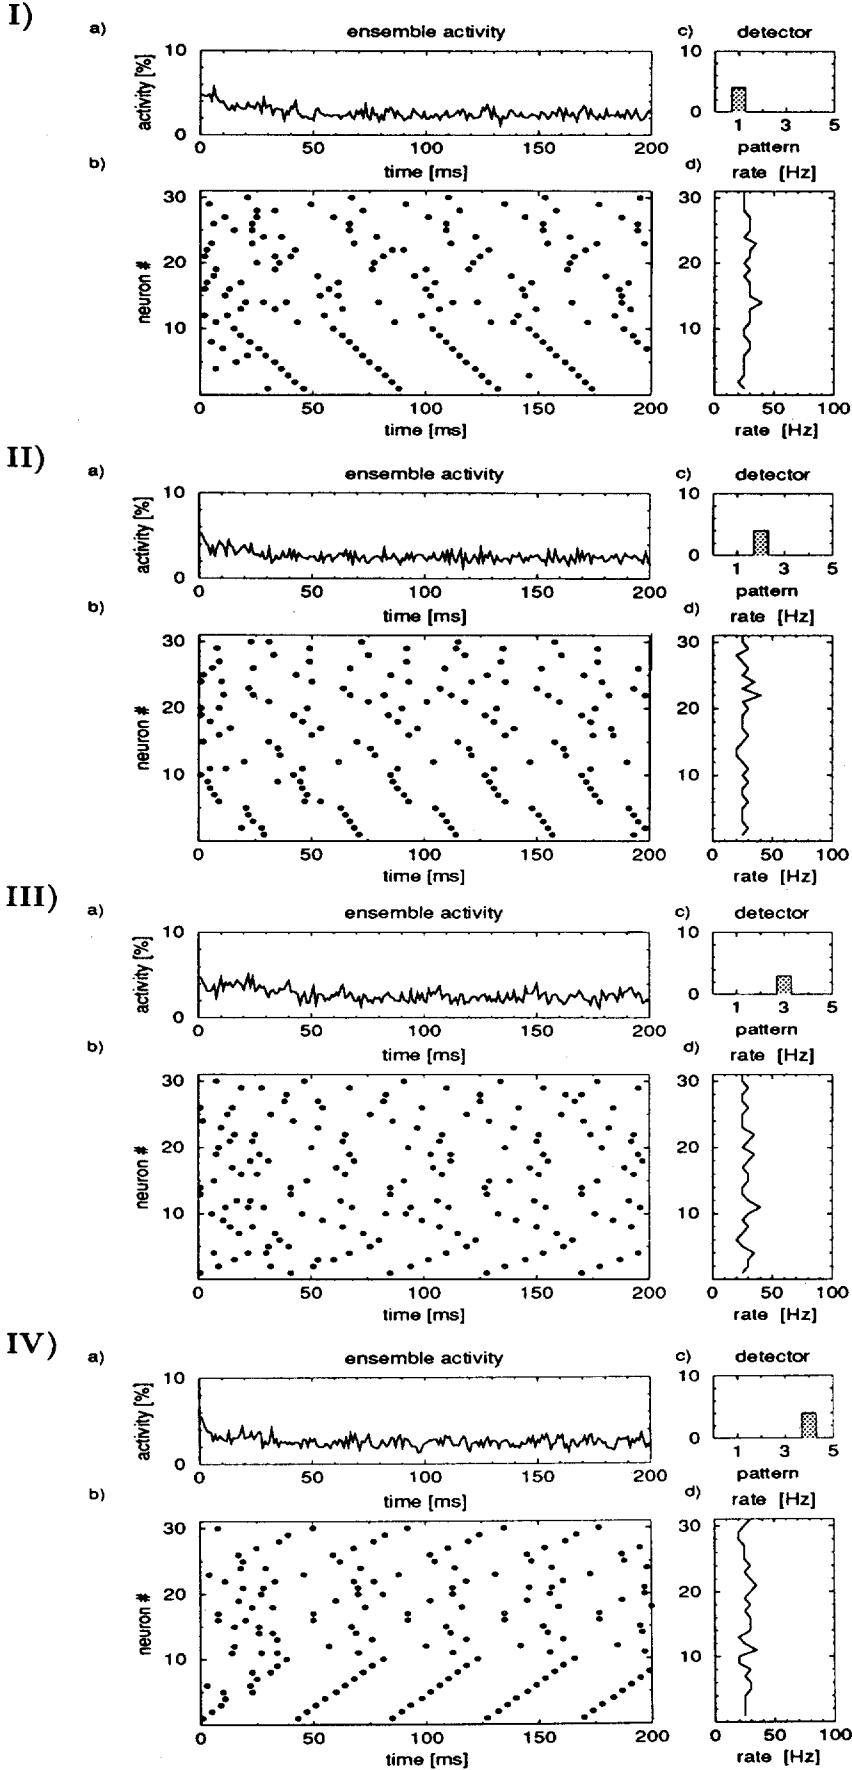 I)
a) ensemble activity c) detector
10 10
activity [%]
0 0
0 50 100 150 200 1 3 5
time [ms] pattern
b) d) rate [Hz]
30 30
20 20
neuron #
10 10
0 50 100 150 200 0 50 100
time [ms] rate [Hz]
II)
a) ensemble activity c) detector
10 10
activity [%]
0 0
0 50 100 150 200 1 3 5
time [ms] pattern
b) d) rate [Hz]
30 30
20 20
neuron #
10 10
0 50 100 150 200 0 50 100
time [ms] rate [Hz]
III)
a) ensemble activity c) detector
10 10
activity [%]
0 0
0 50 100 150 200 1 3 5
time [ms] pattern
b) d) rate [Hz]
30 30
20 20
neuron #
10 10
0 50 100 150 200 0 50 100
time [ms] rate [Hz]
IV)
a) ensemble activity c) detector
10 10
activity [%]
0 0
0 50 100 150 200 1 3 5
time [ms] pattern
b) d) rate [Hz]
30 30
20 20
neuron #
10 10
0 50 100 150 200 0 50 100
time [ms] rate [Hz]